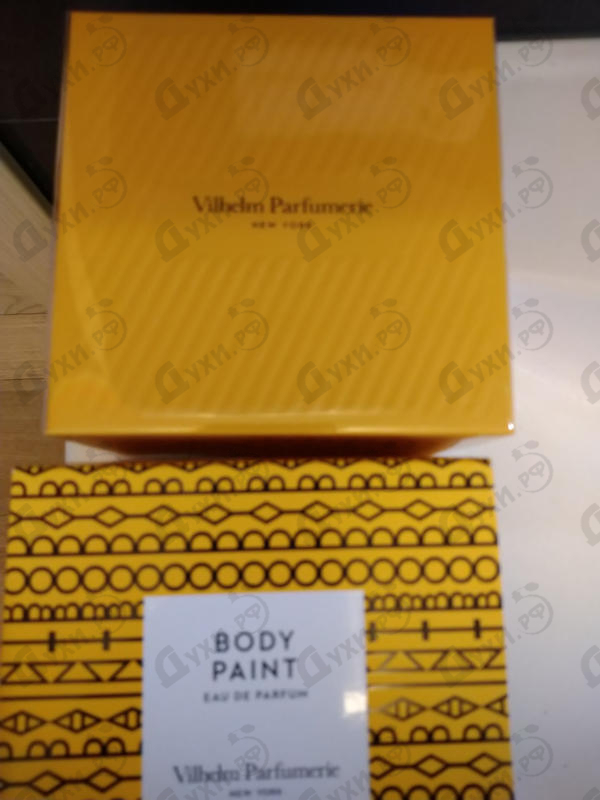 Vilhelm Parfumerie
NEW YORK
BODY
PAINT
EAU DE PARFUM
Vilhelm Parfumerie
NEW YORK
Духи.рф